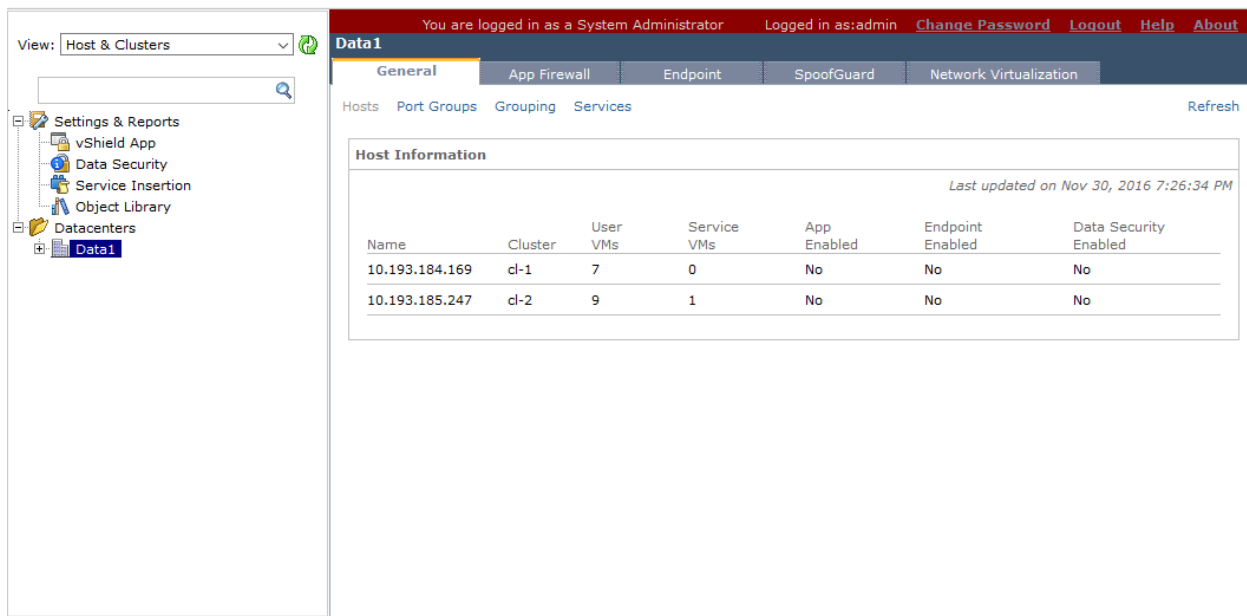 You are logged in as a System Administrator Logged in as:admin Change Password Logout Help About
View: Host & Clusters
Data1
General App Firewall Endpoint SpoofGuard Network Virtualization
Hosts Port Groups Grouping Services Refresh
Settings & Reports
vShield App
Data Security
Service Insertion
Object Library
Datacenters
Data1
Host Information
Last updated on Nov 30, 2016 7:26:34 PM
Name Cluster User VMs Service VMs App Enabled Endpoint Enabled Data Security Enabled
10.193.184.169 cl-1 7 0 No No No
10.193.185.247 cl-2 9 1 No No No